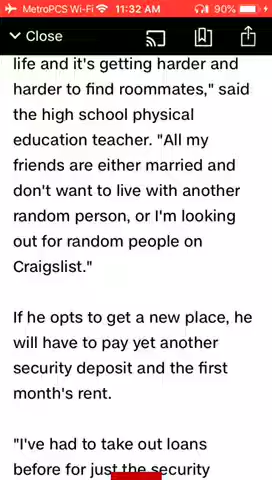 MetroPCS Wi-Fi 11:32 AM 90%
Close
life and it's getting harder and
harder to find roommates," said
the high school physical
education teacher. "All my
friends are either married and
don't want to live with another
random person, or I'm looking
out for random people on
Craigslist."
If he opts to get a new place, he
will have to pay yet another
security deposit and the first
month's rent.
"I've had to take out loans
before for just the security